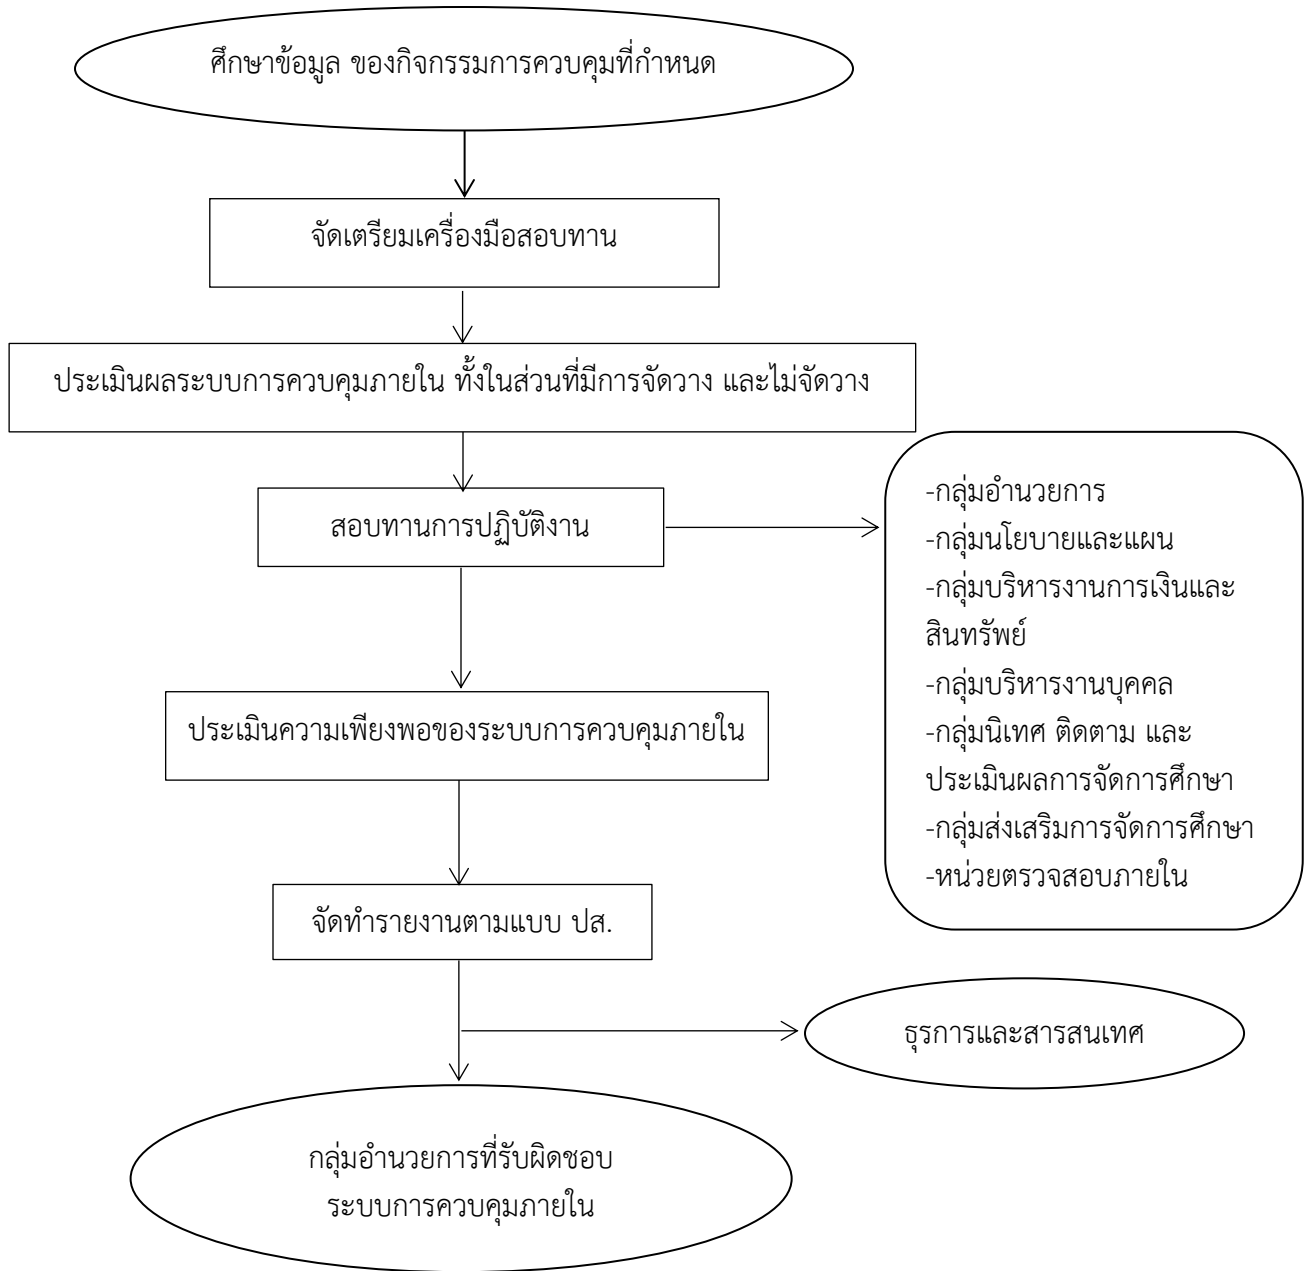 ศึกษาข้อมูล ของกิจกรรมการควบคุมที่กำหนด
จัดเตรียมเครื่องมือสอบทาน
ประเมินผลระบบการควบคุมภายใน ทั้งในส่วนที่มีการจัดวาง และไม่จัดวาง
สอบทานการปฏิบัติงาน
-กลุ่มอำนวยการ
-กลุ่มนโยบายและแผน
-กลุ่มบริหารงานการเงินและ
สินทรัพย์
-กลุ่มบริหารงานบุคคล
-กลุ่มนิเทศ ติดตาม และ
ประเมินผลการจัดการศึกษา
-กลุ่มส่งเสริมการจัดการศึกษา
-หน่วยตรวจสอบภายใน
ประเมินความเพียงพอของระบบการควบคุมภายใน
จัดทำรายงานตามแบบ ปส.
ธุรการและสารสนเทศ
กลุ่มอำนวยการที่รับผิดชอบ
ระบบการควบคุมภายใน